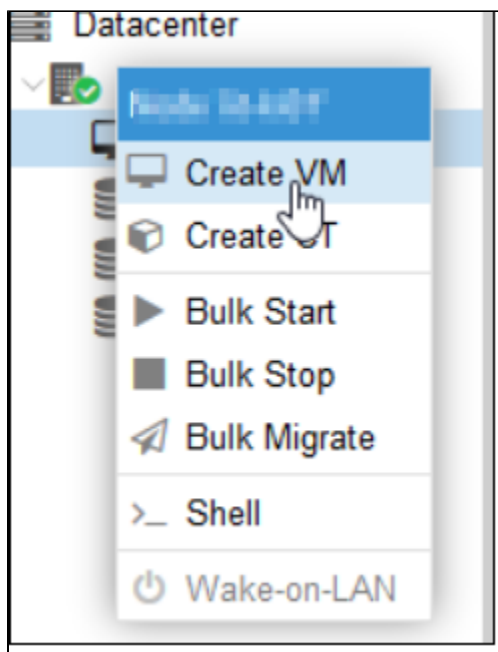 Datacenter
Create VM
Create CT
Bulk Start
Bulk Stop
Bulk Migrate
Shell
Wake-on-LAN